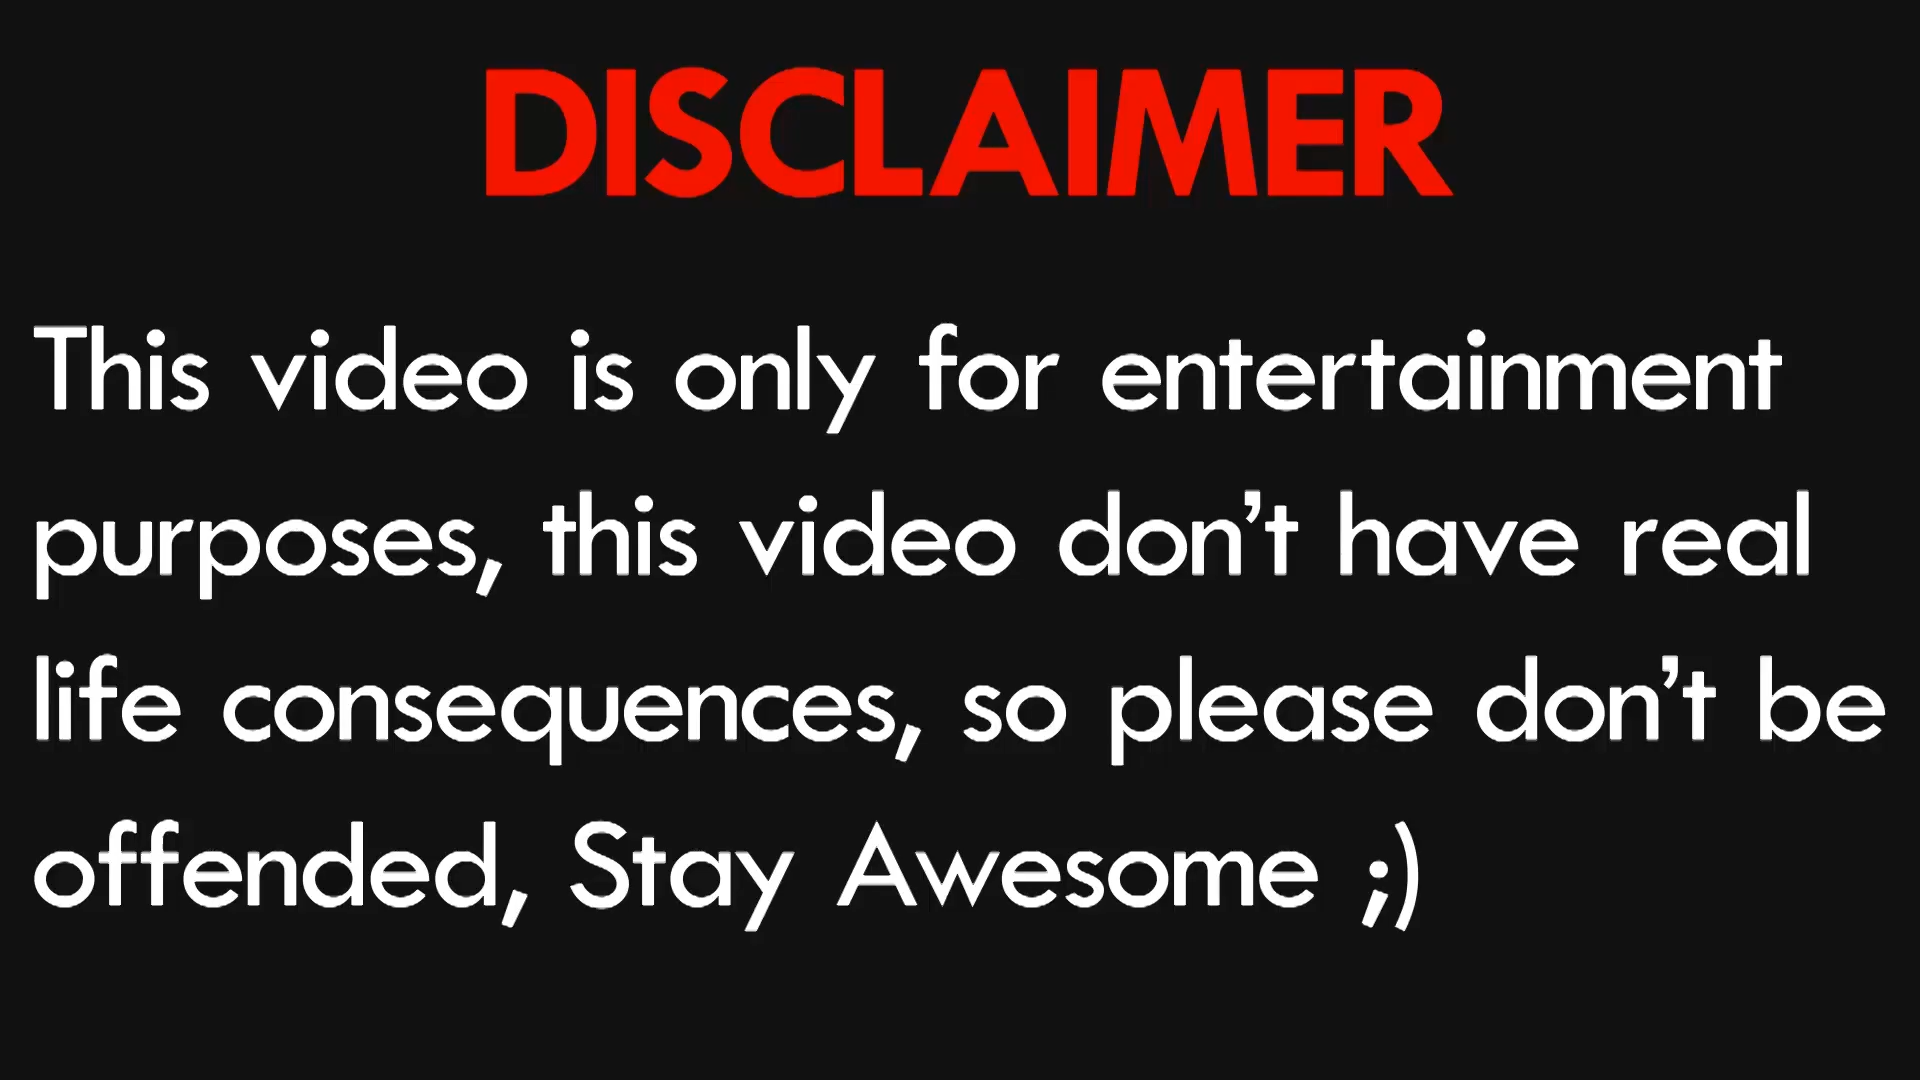 DISCLAIMER
This video is only for entertainment
purposes, this video don’t have real
life consequences, so please don’t be
offended, Stay Awesome ;)